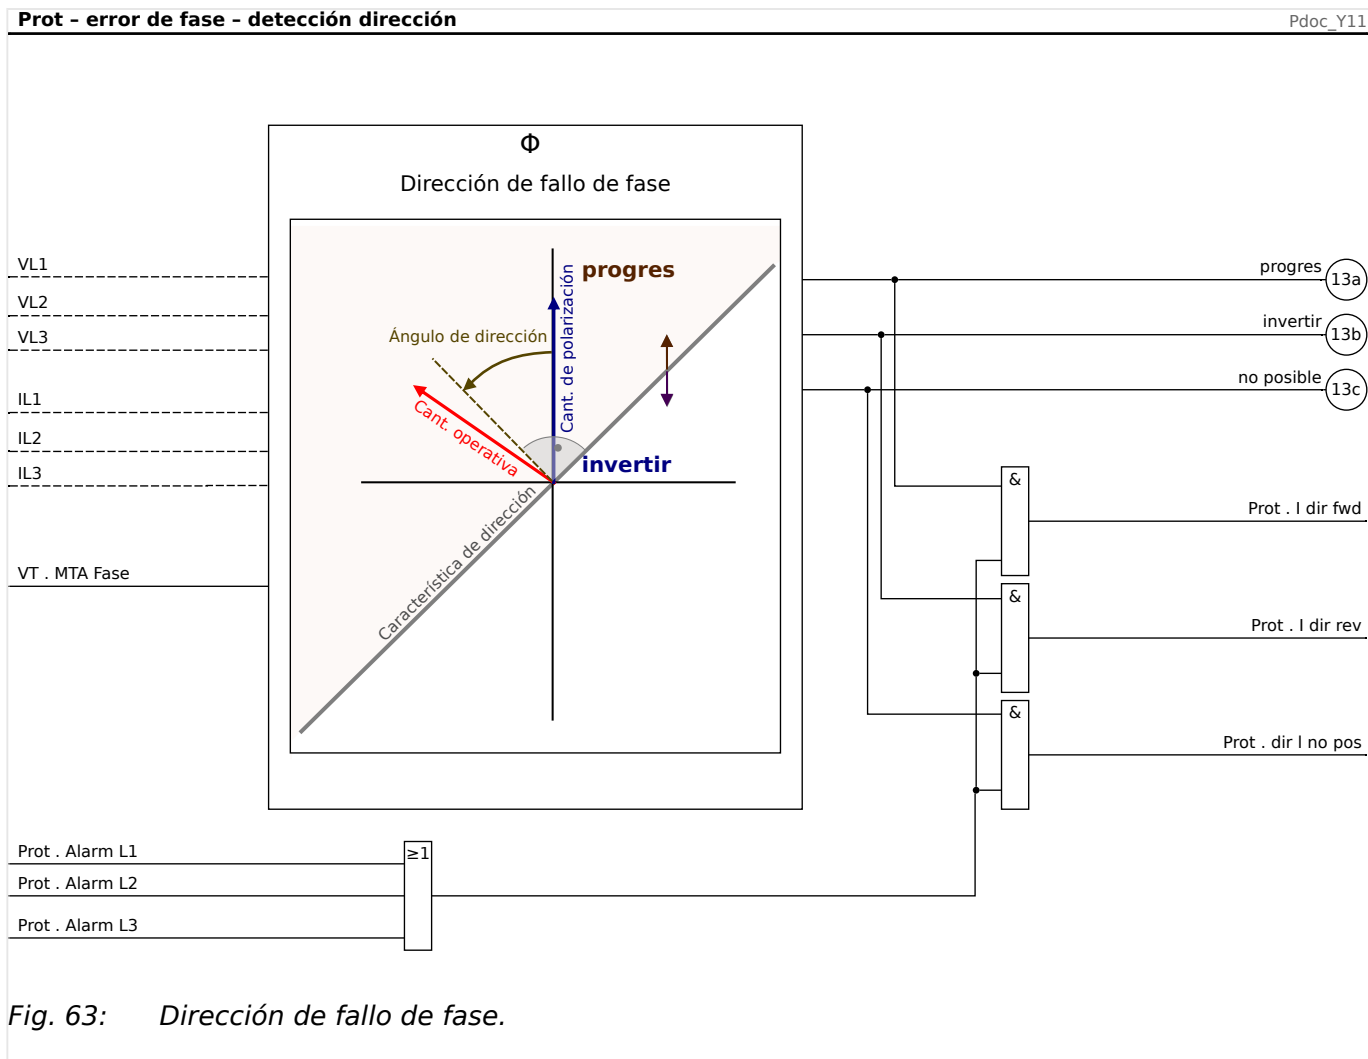 Prot – error de fase – detección dirección
Pdoc_Y11
Φ
Dirección de fallo de fase
VL1
VL2
VL3
IL1
IL2
IL3
VT . MTA Fase
progres
Cant. de polarización
Ángulo de dirección
Cant. operativa
invertir
Característica de dirección
progres
13a
invertir
13b
no posible
13c
&
Prot . I dir fwd
&
Prot . I dir rev
&
Prot . dir I no pos
Prot . Alarm L1
Prot . Alarm L2
Prot . Alarm L3
≥1
Fig. 63: Dirección de fallo de fase.